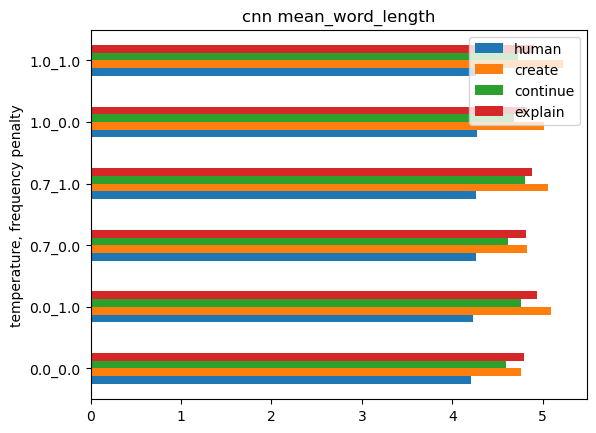 cnn mean_word_length
human
create
continue
explain
temperature, frequency penalty
1.0_1.0
1.0_0.0
0.7_1.0
0.7_0.0
0.0_1.0
0.0_0.0
0 1 2 3 4 5